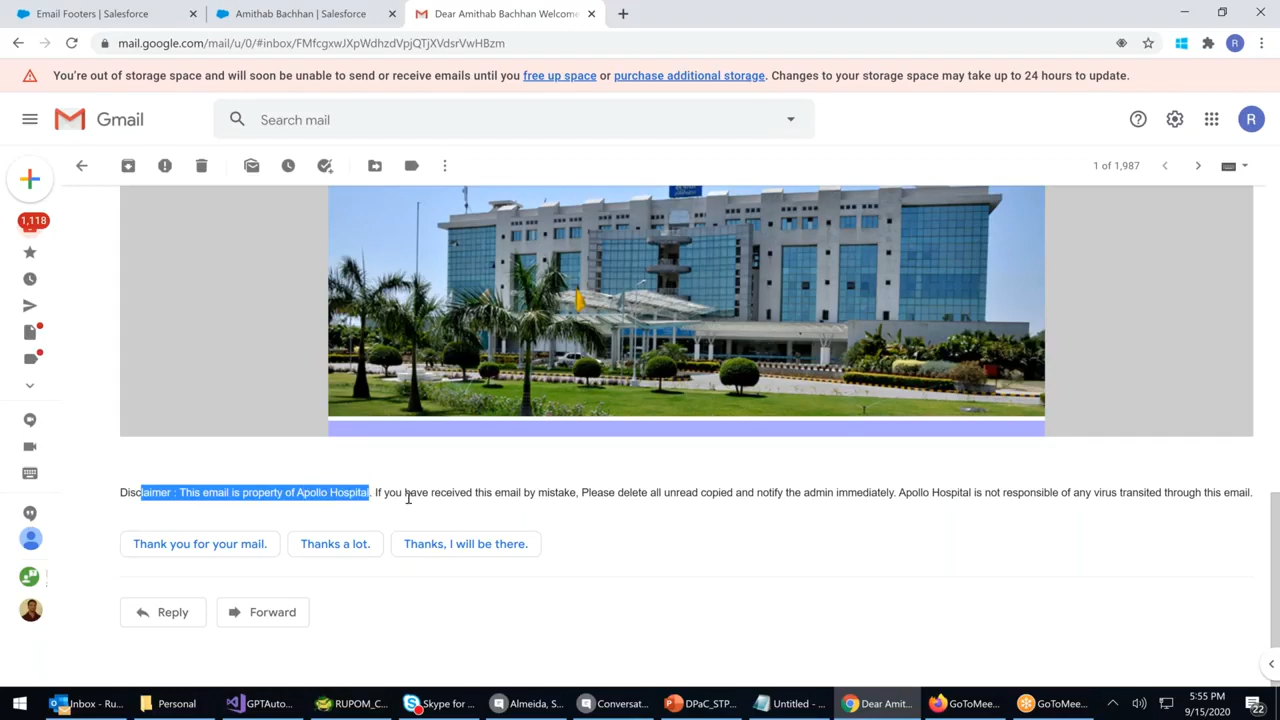 Email Footers | Salesforce
Amithab Bachhan | Salesforce
Dear Amithab Bachhan Welcome
mail.google.com/mail/u/0/#inbox/FMfcgxwJXpWdhzdVpjQTjXVdsrVwHBzm
R
You're out of storage space and will soon be unable to send or receive emails until you free up space or purchase additional storage. Changes to your storage space may take up to 24 hours to update.
Gmail
Search mail
R
1 of 1,987
1,118
Disclaimer : This email is property of Apollo Hospital. If you have received this email by mistake, Please delete all unread copied and notify the admin immediately. Apollo Hospital is not responsible of any virus transited through this email.
Thank you for your mail.
Thanks a lot.
Thanks, I will be there.
Reply
Forward
Inbox - Ru...
Personal
GPTAuto...
RUPOM_C...
Skype for ...
Almeida, S...
Conversat...
DPaC_STP...
Untitled - ...
Dear Amit...
GoToMee...
GoToMee...
5:55 PM
9/15/2020
22